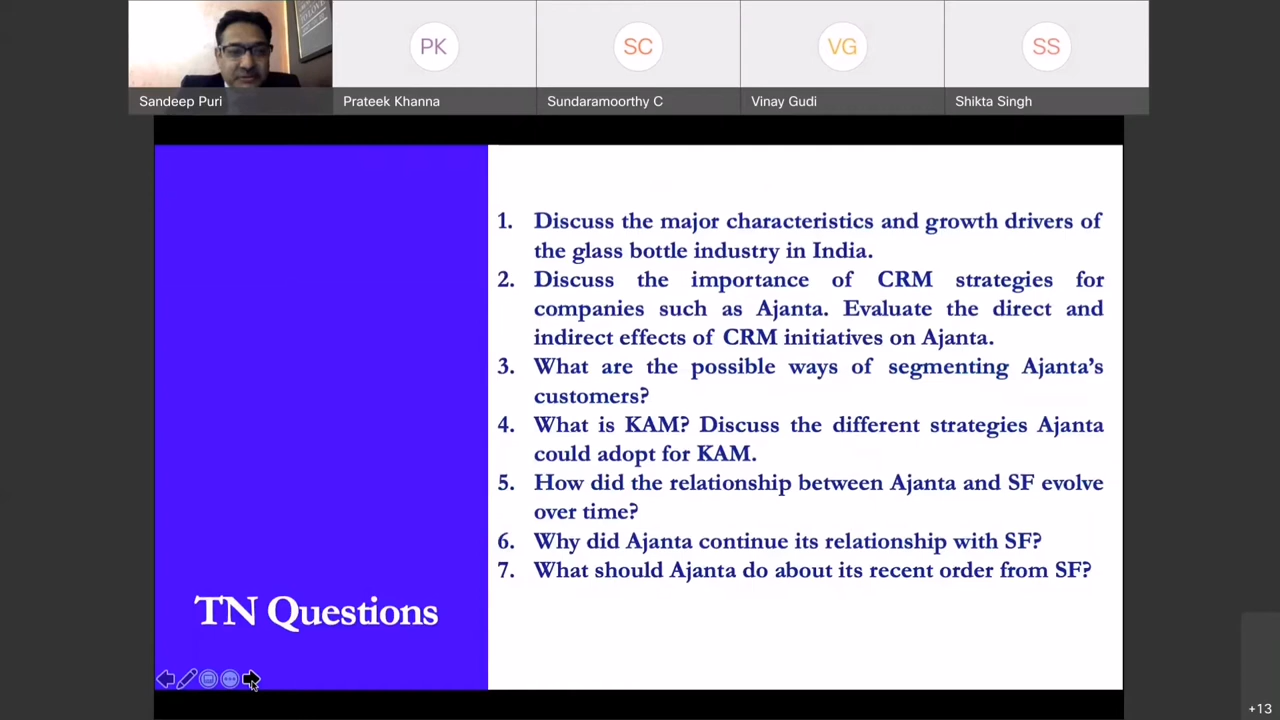 PK
SC
VG
SS
Sandeep Puri
Prateek Khanna
Sundaramoorthy C
Vinay Gudi
Shikta Singh
1. Discuss the major characteristics and growth drivers of
the glass bottle industry in India.
2. Discuss the importance of CRM strategies for
companies such as Ajanta. Evaluate the direct and
indirect effects of CRM initiatives on Ajanta.
3. What are the possible ways of segmenting Ajanta’s
customers?
4. What is KAM? Discuss the different strategies Ajanta
could adopt for KAM.
5. How did the relationship between Ajanta and SF evolve
over time?
6. Why did Ajanta continue its relationship with SF?
7. What should Ajanta do about its recent order from SF?
TN Questions
+13